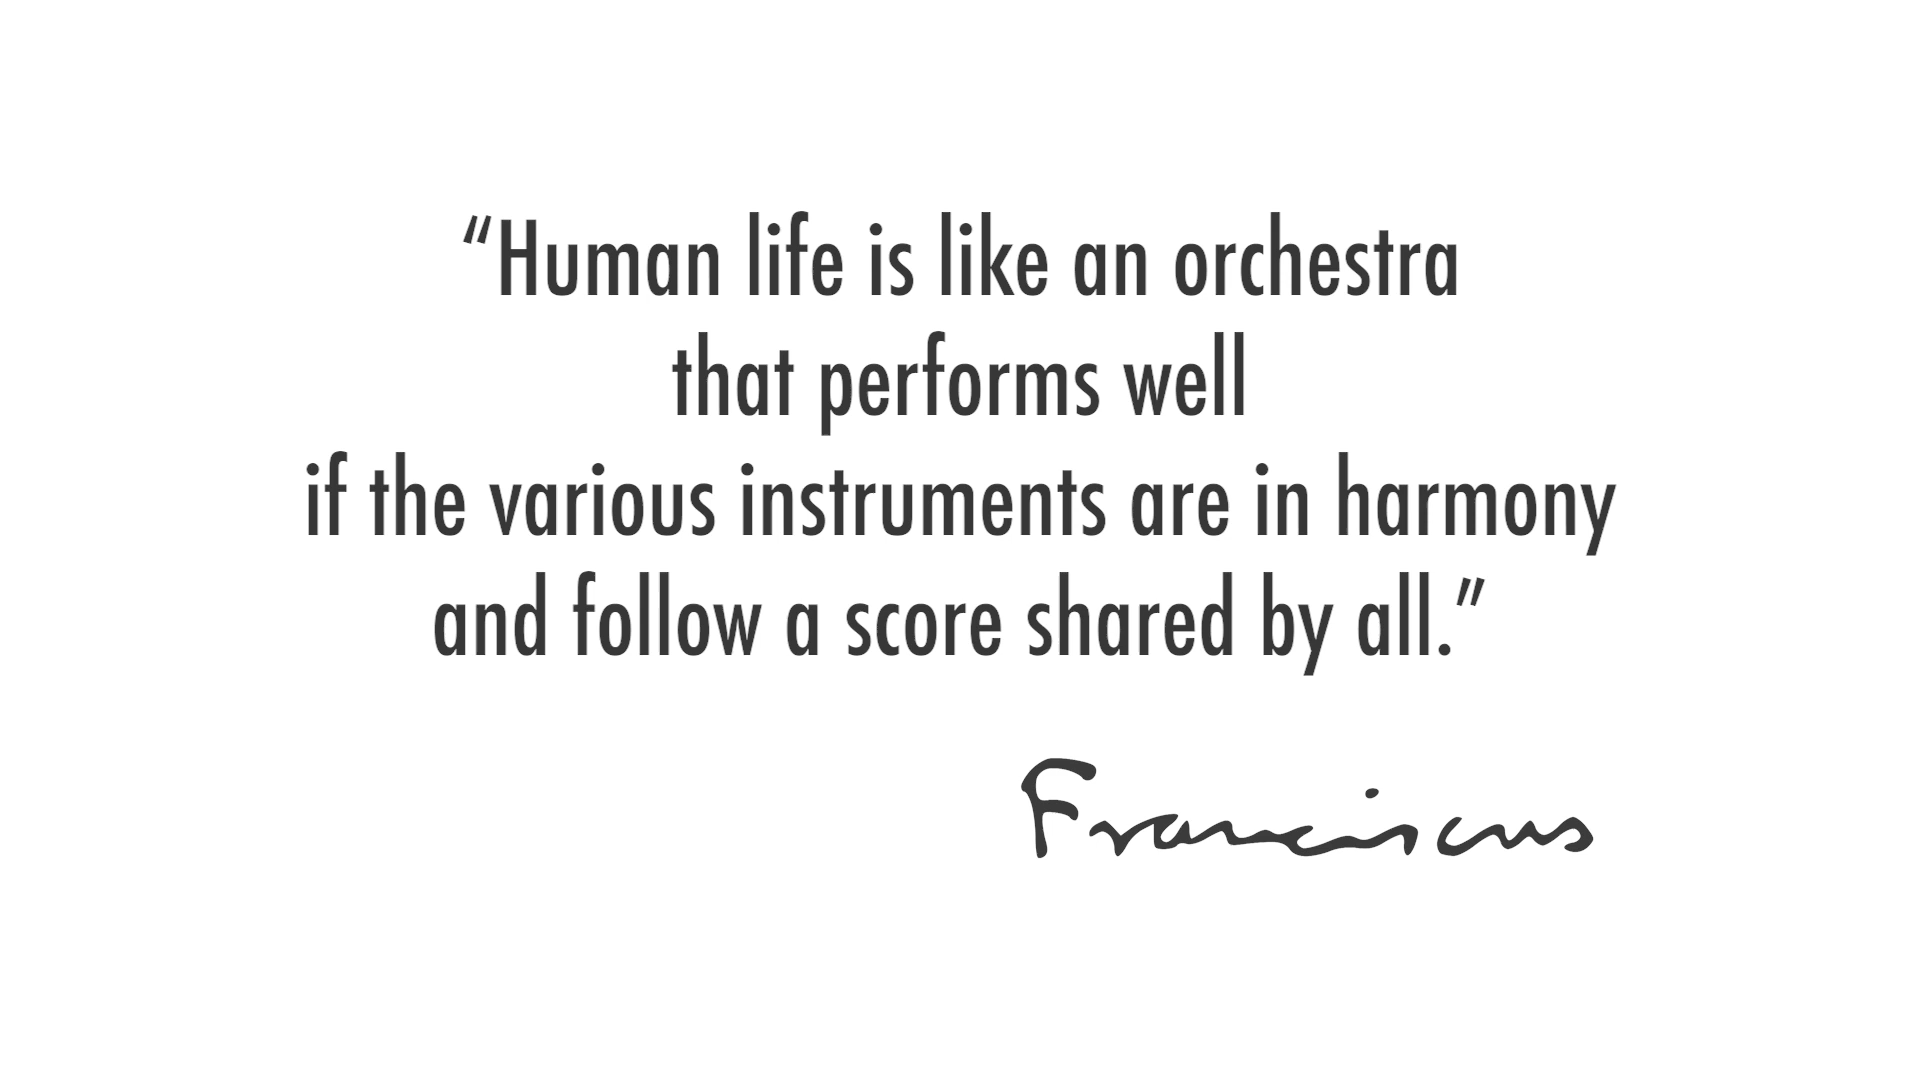 “Human life is like an orchestra
that performs well
if the various instruments are in harmony
and follow a score shared by all.”
Franciscus